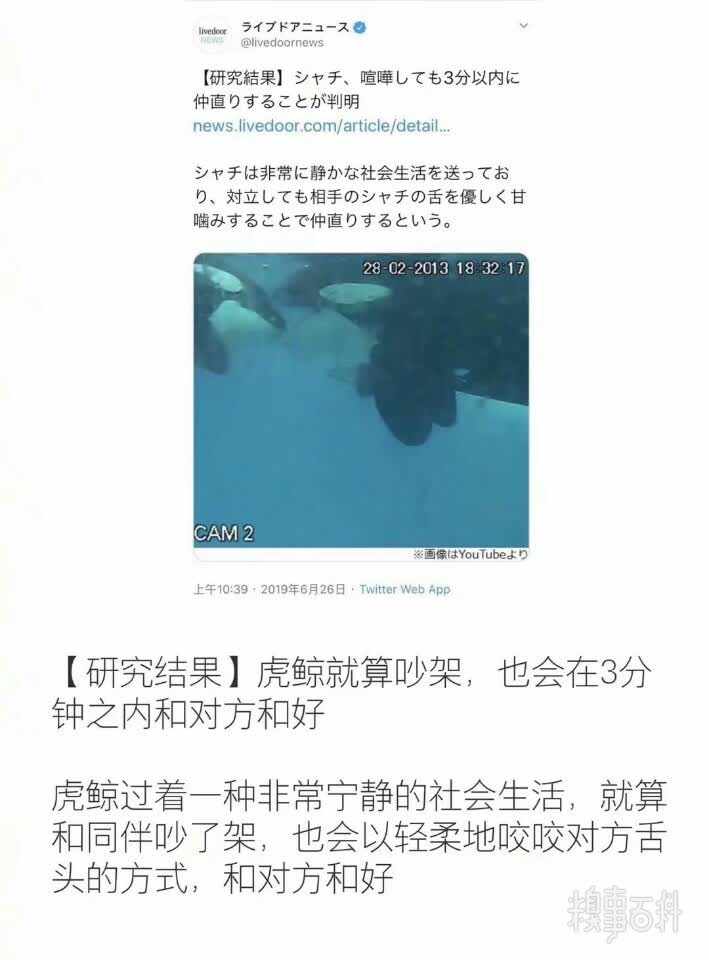 livedoor
NEWS
ライブドアニュース
@livedoornews
【研究結果】シャチ、喧嘩しても3分以内に
仲直りすることが判明
news.livedoor.com/article/detail...
シャチは非常に静かな社会生活を送ってお
り、対立しても相手のシャチの舌を優しく甘
噛みすることで仲直りするという。
28-02-2013 18:32:17
CAM 2
※画像はYouTubeより
上午10:39 · 2019年6月26日 · Twitter Web App
【研究结果】虎鲸就算吵架，也会在3分
钟之内和对方和好
虎鲸过着一种非常宁静的社会生活，就算
和同伴吵了架，也会以轻柔地咬咬对方舌
头的方式，和对方和好
糗事百科